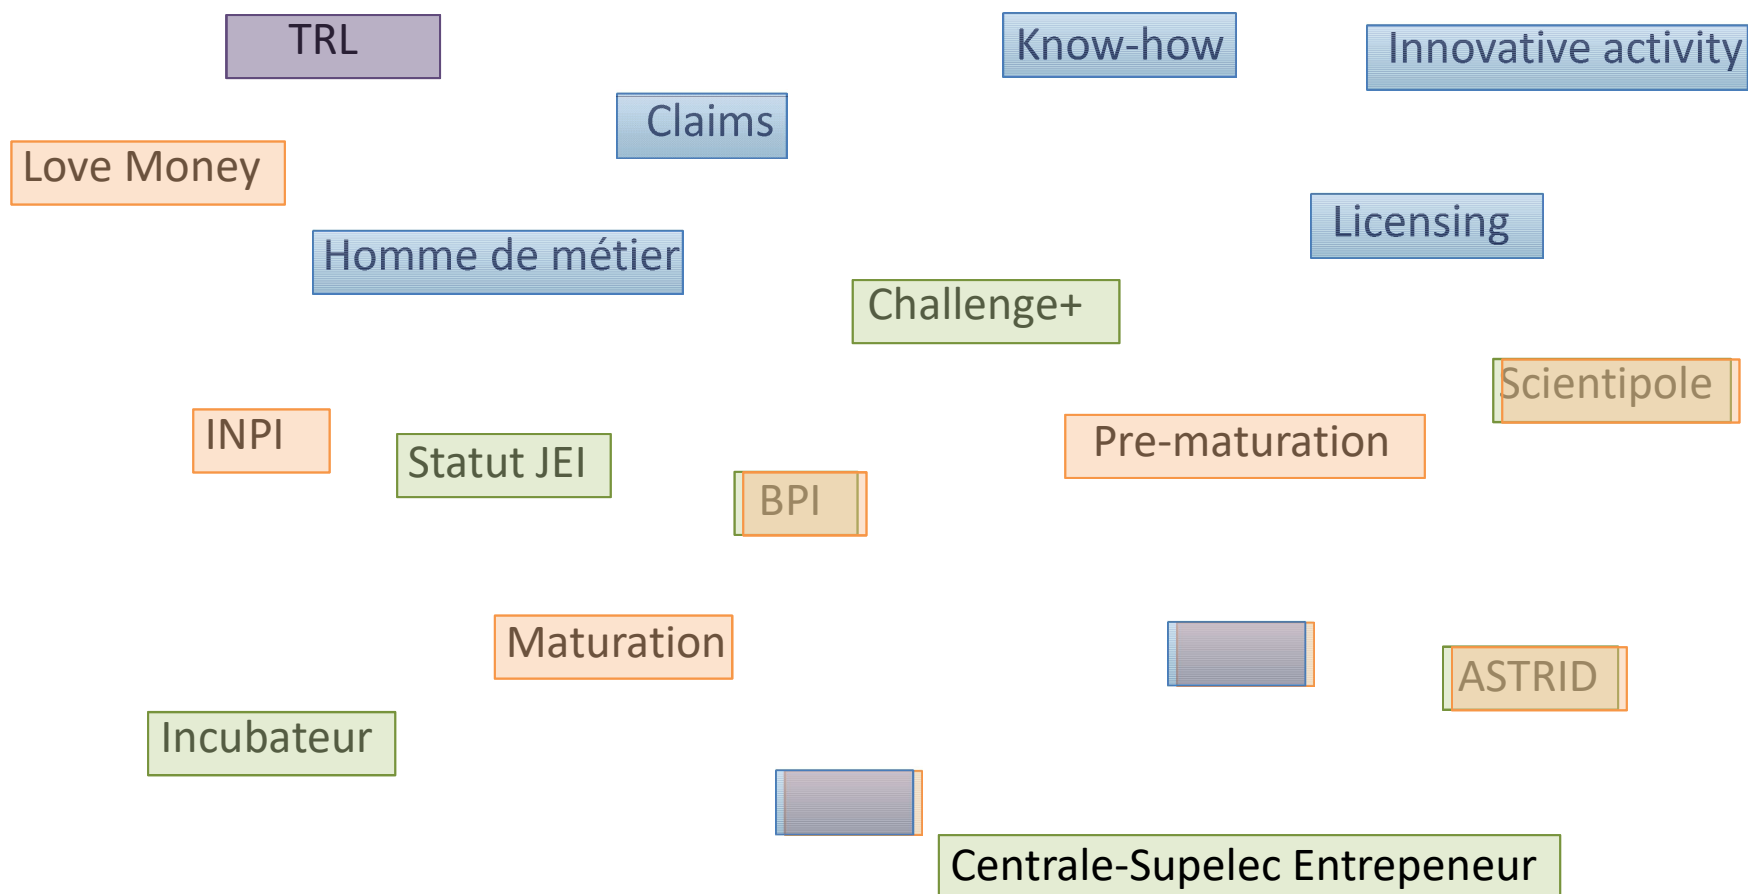 TRL
Know-how
Innovative activity
Claims
Love Money
Licensing
Homme de métier
Challenge+
Scientipole
INPI
Pre-maturation
Statut JEI
BPI
Maturation
ASTRID
Incubateur
Centrale-Supelec Entrepeneur